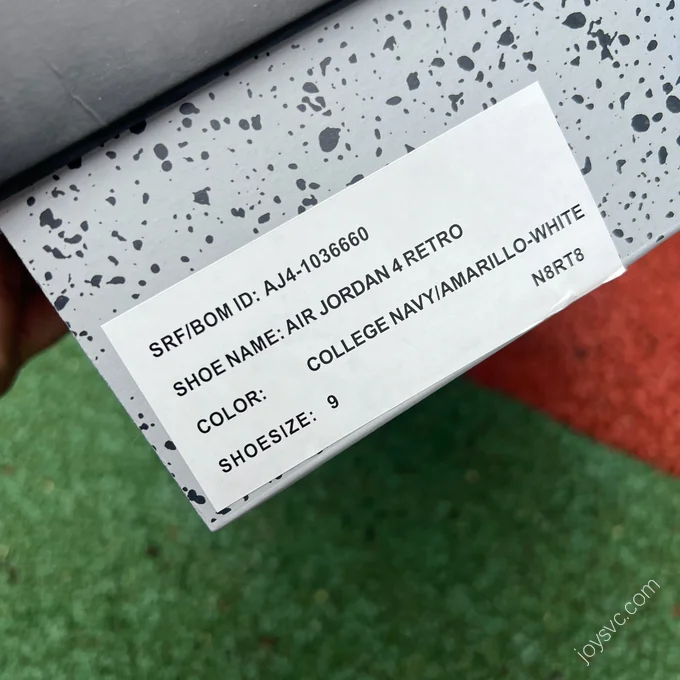 SRF/BOM ID: AJ4-1036660
SHOE NAME: AIR JORDAN 4 RETRO
COLOR: COLLEGE NAVY/AMARILLO-WHITE
N8RT8
SHOESIZE: 9
joysvc.com